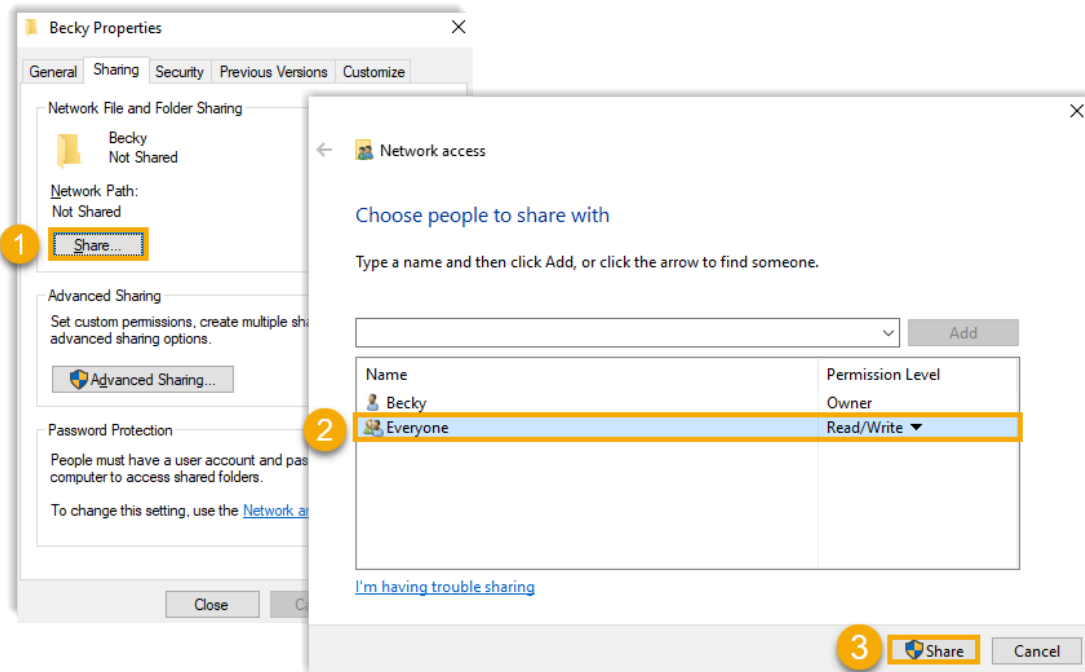 Becky Properties
General Sharing Security Previous Versions Customize
Network File and Folder Sharing
Becky
Not Shared
Network Path:
Not Shared
1
Share...
Advanced Sharing
Set custom permissions, create multiple
advanced sharing options.
Advanced Sharing...
Password Protection
People must have a user account and
computer to access shared folders.
To change this setting, use the Network
Close
Network access
Choose people to share with
Type a name and then click Add, or click the arrow to find someone.
Add
Name Permission Level
Becky Owner
2
Everyone Read/Write
I'm having trouble sharing
3
Share Cancel